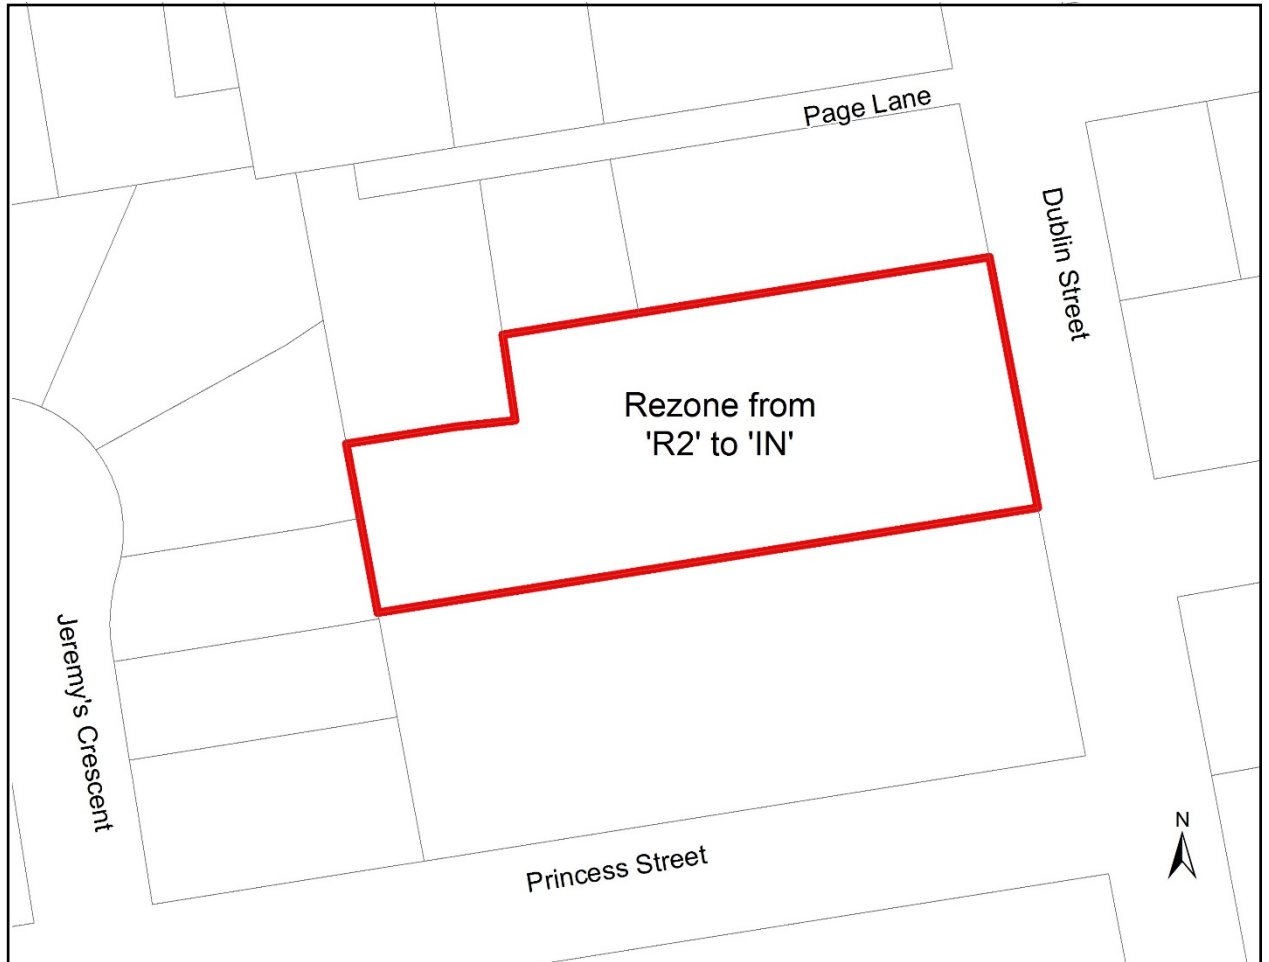 Page Lane
Dublin Street
Rezone from
'R2' to 'IN'
Jeremy's Crescent
Princess Street
N